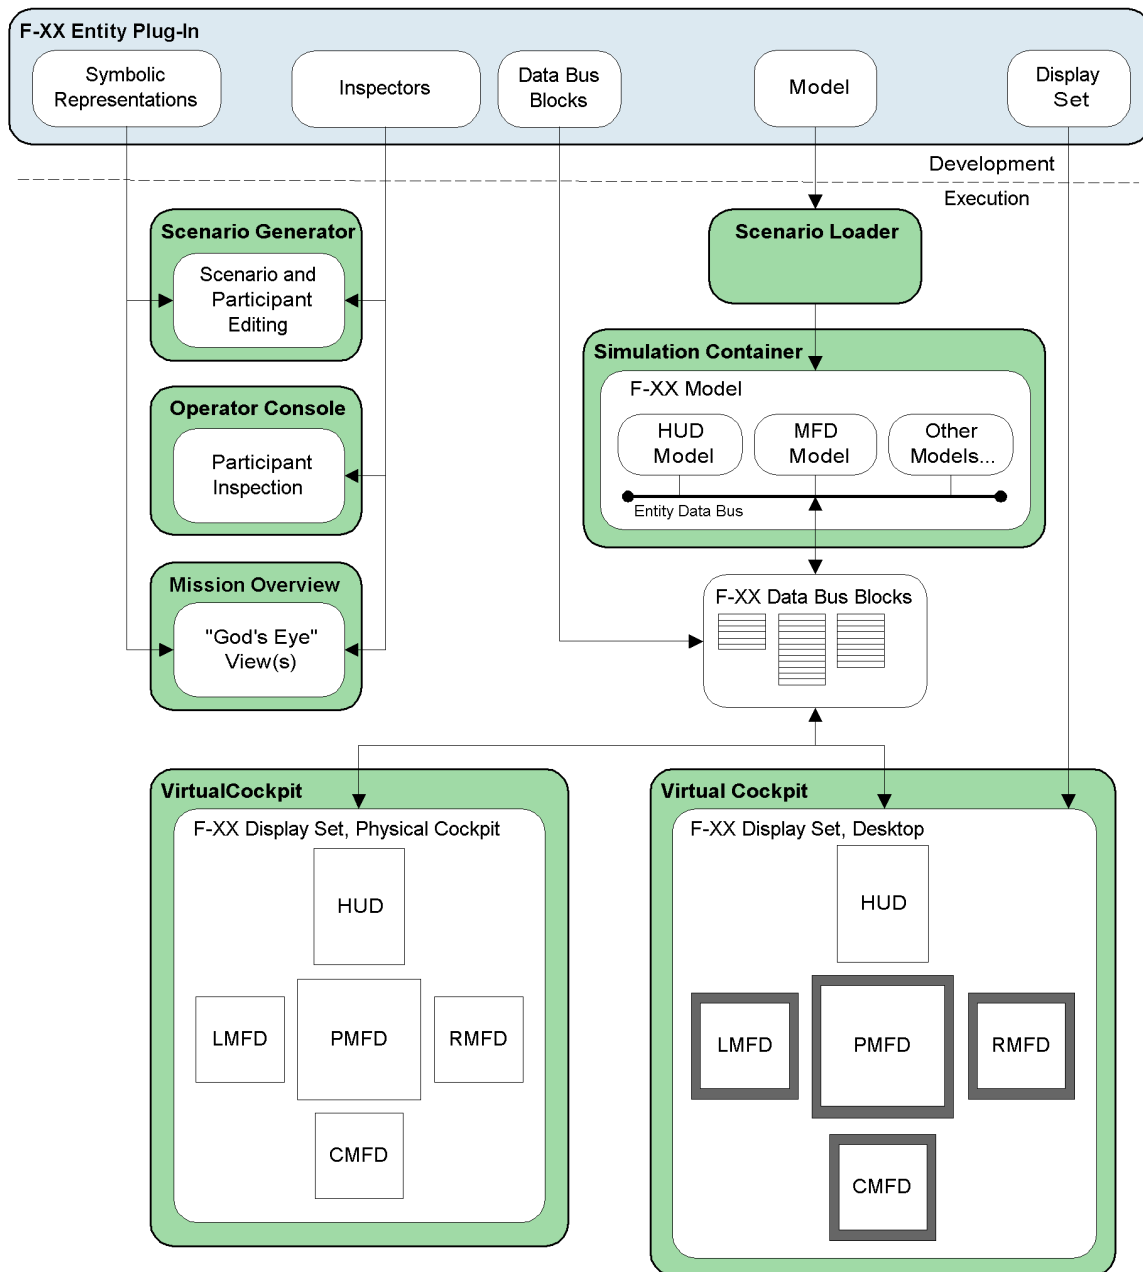 F-XX Entity Plug-In
Symbolic
Representations
Inspectors
Data Bus
Blocks
Model
Display
Set
Development
Execution
Scenario Generator
Scenario and
Participant
Editing
Scenario Loader
Simulation Container
F-XX Model
HUD
Model
MFD
Model
Other
Models...
Entity Data Bus
Operator Console
Participant
Inspection
Mission Overview
"God's Eye"
View(s)
F-XX Data Bus Blocks
VirtualCockpit
F-XX Display Set, Physical Cockpit
HUD
LMFD
PMFD
RMFD
CMFD
Virtual Cockpit
F-XX Display Set, Desktop
HUD
LMFD
PMFD
RMFD
CMFD